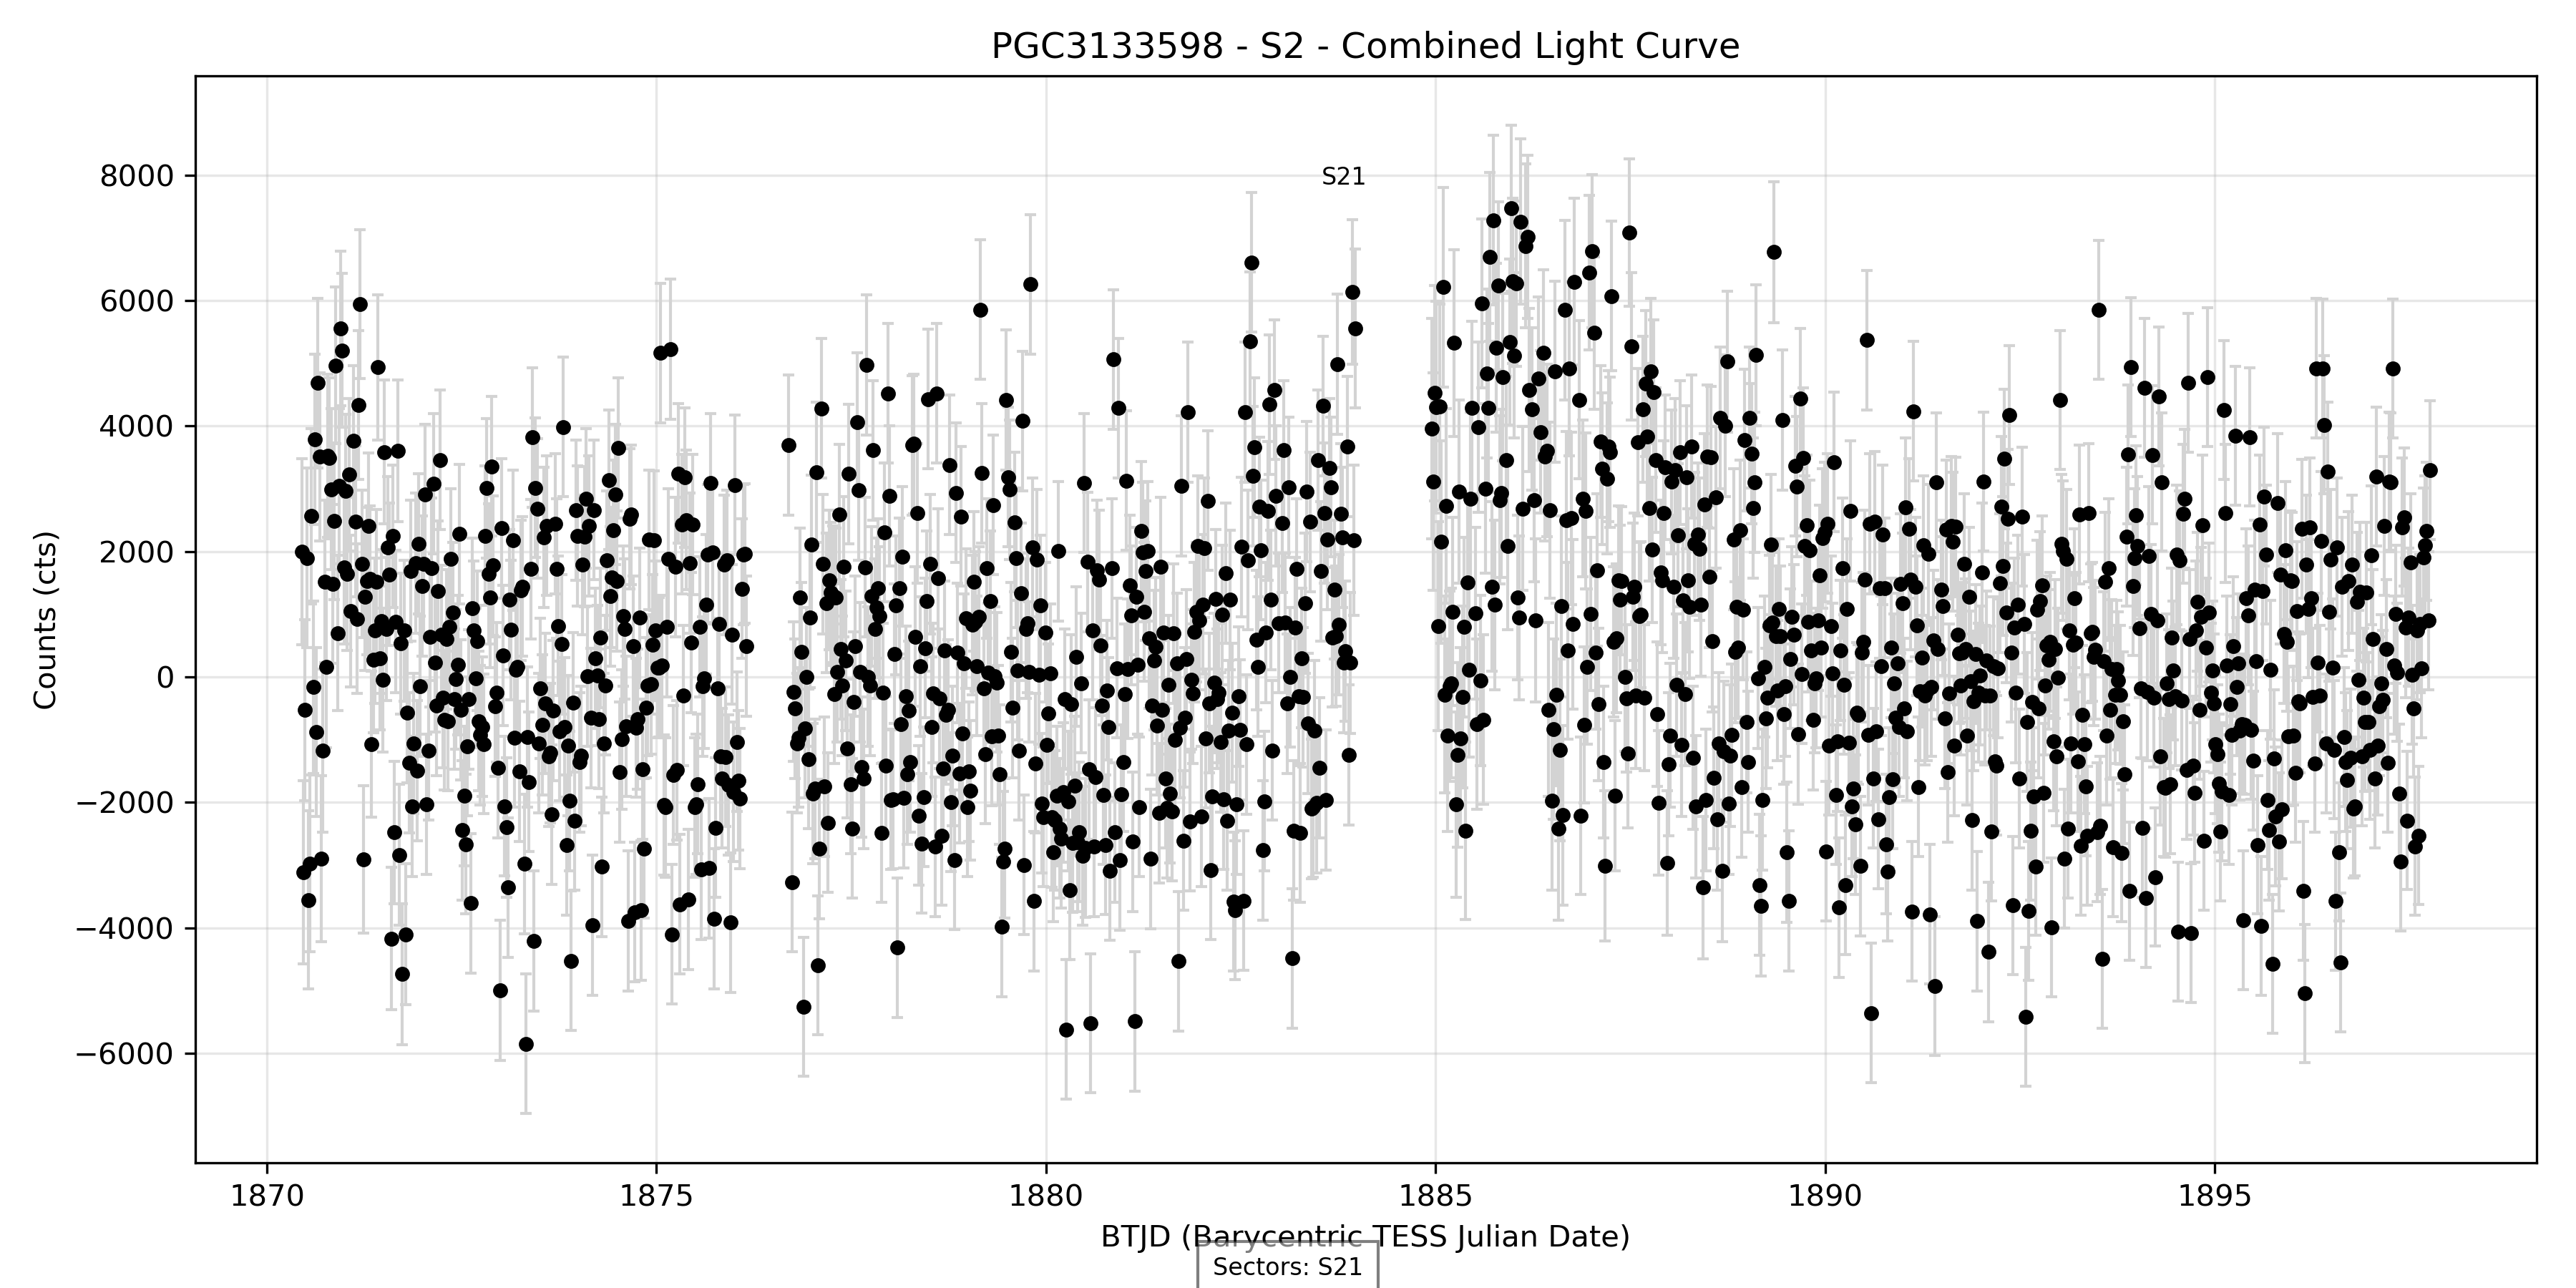 PGC3133598 - S2 - Combined Light Curve
Counts (cts)
8000
6000
4000
2000
0
−2000
−4000
−6000
S21
1870 1875 1880 1885 1890 1895
BTJD (Barycentric TESS Julian Date)
Sectors: S21